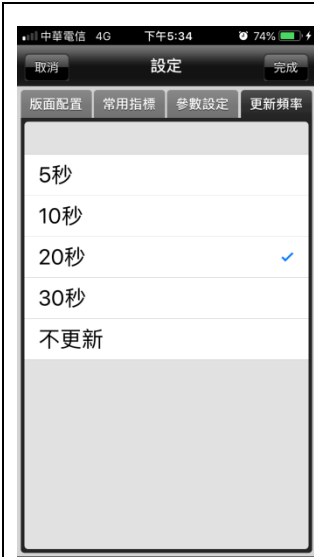 中華電信 4G 下午5:34 74%
取消 設定 完成
版面配置 常用指標 參數設定 更新頻率
5秒
10秒
20秒
30秒
不更新